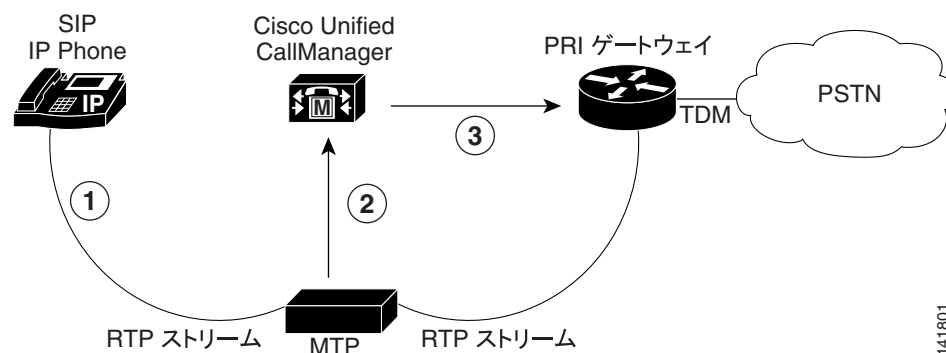 SIP
IP Phone
Cisco Unified
CallManager
PRI ゲートウェイ
IP
M
PSTN
TDM
3
1
2
RTP ストリーム
MTP
RTP ストリーム
141801